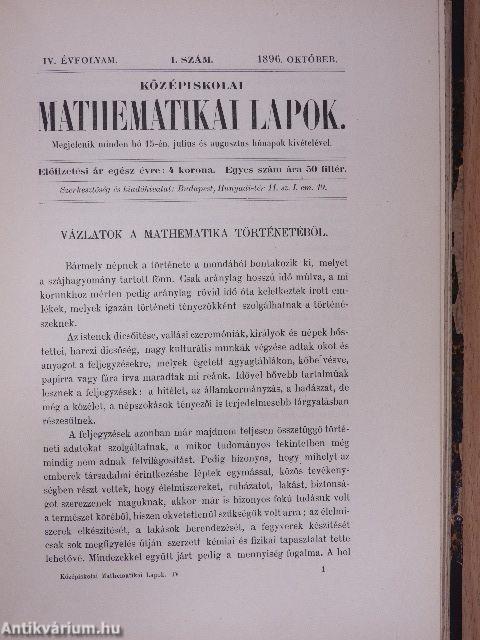 IV. ÉVFOLYAM. 1. SZÁM. 1896. OKTÓBER.
KÖZÉPISKOLAI
MATHEMATIKAI LAPOK.
Megjelenik minden hó 15-én, julius és augusztus hónapok kivételével.
Előfizetési ár egész évre: 4 korona. Egyes szám ára 50 fillér.
Szerkesztőség és kiadóhivatal: Budapest, Hunyadi-tér 11. sz. I. em. 19.
VÁZLATOK A MATHEMATIKA TÖRTÉNETÉBŐL.
Bármely népnek a története a mondából bontakozik ki, melyet
a szájhagyomány tartott fönn. Csak aránylag hosszú idő múlva, a mi
korunkhoz mérten pedig aránylag rövid idő óta keletkeztek írott em-
lékek, melyek igazán történeti tényezőkként szolgálhatnak a történé-
szeknek.
Az istenek dicsőitése, vallási czeremóniák, királyok és népek hős-
tettei, harczi dicsőség, nagy kulturális munkák végzése adtak okot és
anyagot a feljegyzésekre, melyek égetett agyagtáblákon, kőbe vésve,
papirra vagy fára írva maradtak mi reánk. Idővel bővebb tartalmúak
lesznek a feljegyzések: a hitélet, az államkormányzás, a hadászat, de
még a közélet, a népszokások tényezői is terjedelmesebb tárgyalásban
részesülnek.
A feljegyzések azonban már majdnem teljesen összefüggő törté-
neti adatokat szolgáltatnak, a mikor tudományos tekintetben még
mindig nem adnak felvilágosítást. Pedig bizonyos, hogy mihelyt az
emberek társadalmi érintkezésbe léptek egymással, közös tevékeny-
ségben részt vettek, hogy élelmiszereket, ruházatot, lakást, biztonsá-
got szerezzenek maguknak, akkor már is bizonyos fokú tudásuk volt
a természet köréből, hiszen okvetetlenül szükségük volt arra; az élelmi-
szerek elkészítését, a lakások berendezését, a fegyverek készítését
csak sok megfigyelés útján szerzett kémiai és fizikai tapasztalat tette
lehetővé. Mindezekkel együtt járt pedig a mennyiség fogalma. A hol
Középiskolai Mathematikai Lapok. IV 1
Antikvárium.hu